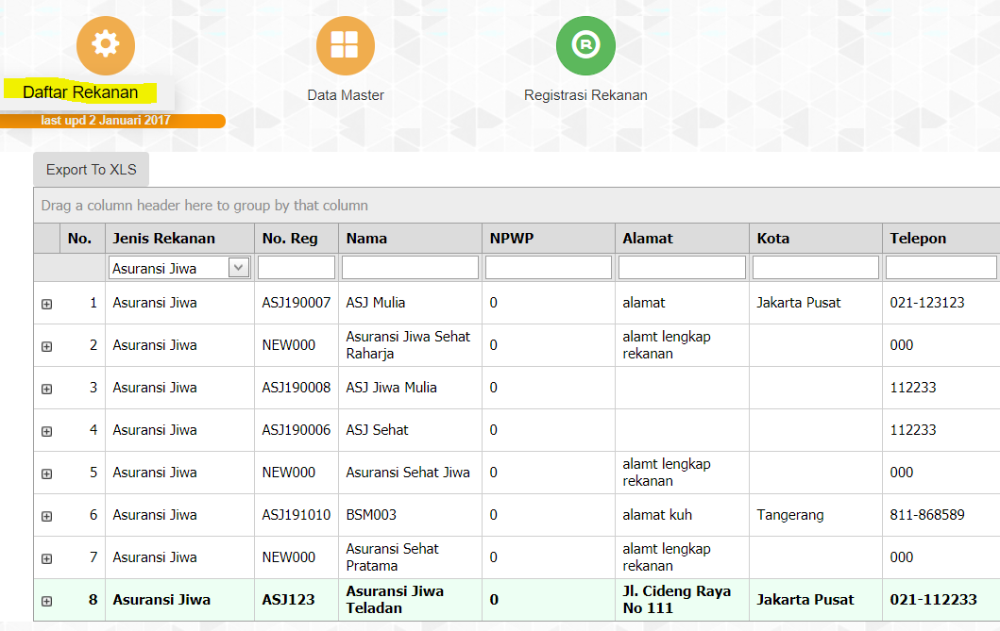 Daftar Rekanan
Data Master
Registrasi Rekanan
last upd 2 Januari 2017
Export To XLS
Drag a column header here to group by that column
No. Jenis Rekanan No. Reg Nama NPWP Alamat Kota Telepon
Asuransi Jiwa
1 Asuransi Jiwa ASJ190007 ASJ Mulia 0 alamat Jakarta Pusat 021-123123
2 Asuransi Jiwa NEW000 Asuransi Jiwa Sehat 0 alamt lengkap 000
Raharja rekanan
3 Asuransi Jiwa ASJ190008 ASJ Jiwa Mulia 0 112233
4 Asuransi Jiwa ASJ190006 ASJ Sehat 0 112233
5 Asuransi Jiwa NEW000 Asuransi Sehat Jiwa 0 alamt lengkap 000
rekanan
6 Asuransi Jiwa ASJ191010 BSM003 0 alamat kuh Tangerang 811-868589
7 Asuransi Jiwa NEW000 Asuransi Sehat 0 alamt lengkap 000
Pratama rekanan
8 Asuransi Jiwa ASJ123 Asuransi Jiwa 0 Jl. Cideng Raya Jakarta Pusat 021-112233
Teladan No 111